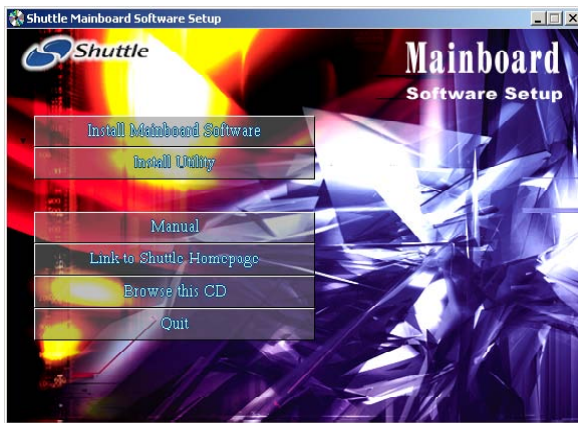 Shuttle Mainboard Software Setup
Shuttle
Mainboard
Software Setup
Install Mainboard Software
Install Utility
Manual
Link to Shuttle Homepage
Browse this CD
Quit